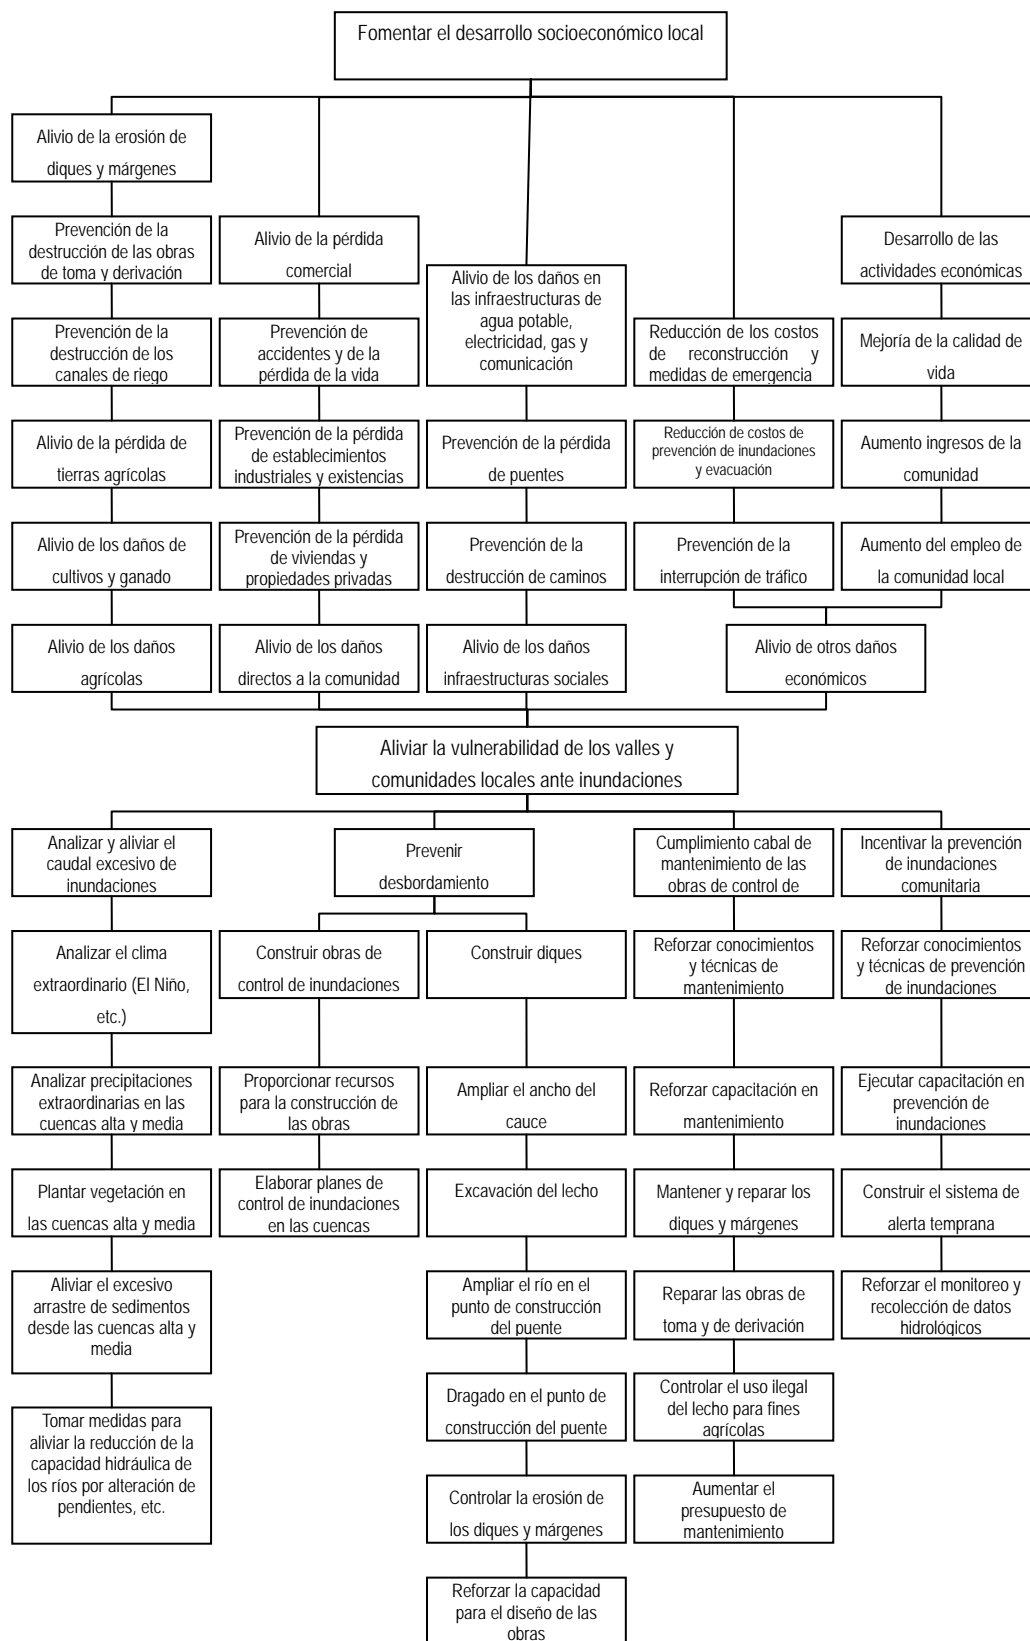 Fomentar el desarrollo socioeconómico local
Alivio de la erosión de
diques y márgenes
Prevención de la
destrucción de las obras
de toma y derivación
Prevención de la
destrucción de los
canales de riego
Alivio de la pérdida de
tierras agrícolas
Alivio de los daños de
cultivos y ganado
Alivio de los daños
agrícolas
Alivio de la pérdida
comercial
Prevención de
accidentes y de la
pérdida de la vida
Prevención de la pérdida
de establecimientos
industriales y existencias
Prevención de la pérdida
de viviendas y
propiedades privadas
Alivio de los daños
directos a la comunidad
Alivio de los daños en
las infraestructuras de
agua potable,
electricidad, gas y
comunicación
Prevención de la pérdida
de puentes
Prevención de la
destrucción de caminos
Alivio de los daños
infraestructuras sociales
Reducción de los costos
de reconstrucción y
medidas de emergencia
Reducción de costos de
prevención de inundaciones
y evacuación
Prevención de la
interrupción de tráfico
Desarrollo de las
actividades económicas
Mejoría de la calidad de
vida
Aumento ingresos de la
comunidad
Aumento del empleo de
la comunidad local
Alivio de otros daños
económicos
Aliviar la vulnerabilidad de los valles y
comunidades locales ante inundaciones
Analizar y aliviar el
caudal excesivo de
inundaciones
Analizar el clima
extraordinario (El Niño,
etc.)
Analizar precipitaciones
extraordinarias en las
cuencas alta y media
Plantar vegetación en
las cuencas alta y media
Aliviar el excesivo
arrastre de sedimentos
desde las cuencas alta y
media
Tomar medidas para
aliviar la reducción de la
capacidad hidráulica de
los ríos por alteración de
pendientes, etc.
Prevenir
desbordamiento
Construir obras de
control de inundaciones
Proporcionar recursos
para la construcción de
las obras
Elaborar planes de
control de inundaciones
en las cuencas
Construir diques
Ampliar el ancho del
cauce
Excavación del lecho
Ampliar el río en el
punto de construcción
del puente
Dragado en el punto de
construcción del puente
Controlar la erosión de
los diques y márgenes
Reforzar la capacidad
para el diseño de las
obras
Cumplimiento cabal de
mantenimiento de las
obras de control de
Reforzar conocimientos
y técnicas de
mantenimiento
Reforzar capacitación en
mantenimiento
Mantener y reparar los
diques y márgenes
Reparar las obras de
toma y de derivación
Controlar el uso ilegal
del lecho para fines
agrícolas
Aumentar el
presupuesto de
mantenimiento
Incentivar la prevención
de inundaciones
comunitaria
Reforzar conocimientos
y técnicas de prevención
de inundaciones
Ejecutar capacitación en
prevención de
inundaciones
Construir el sistema de
alerta temprana
Reforzar el monitoreo y
recolección de datos
hidrológicos